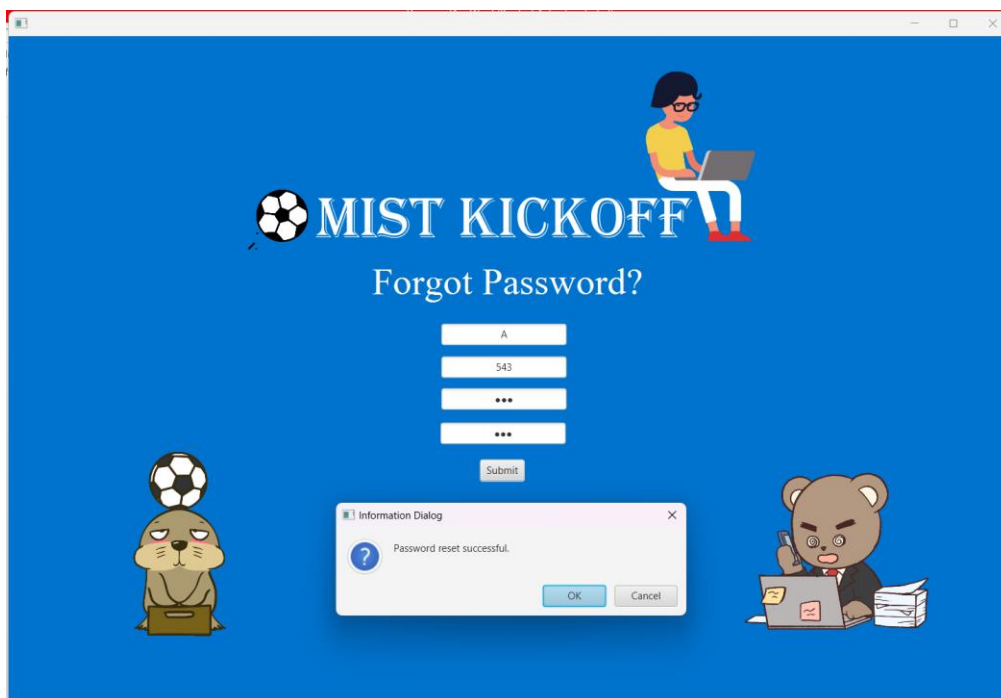 MIST KICKOFF
Forgot Password?
A
543
•••
•••
Submit
Information Dialog
Password reset successful.
OK
Cancel